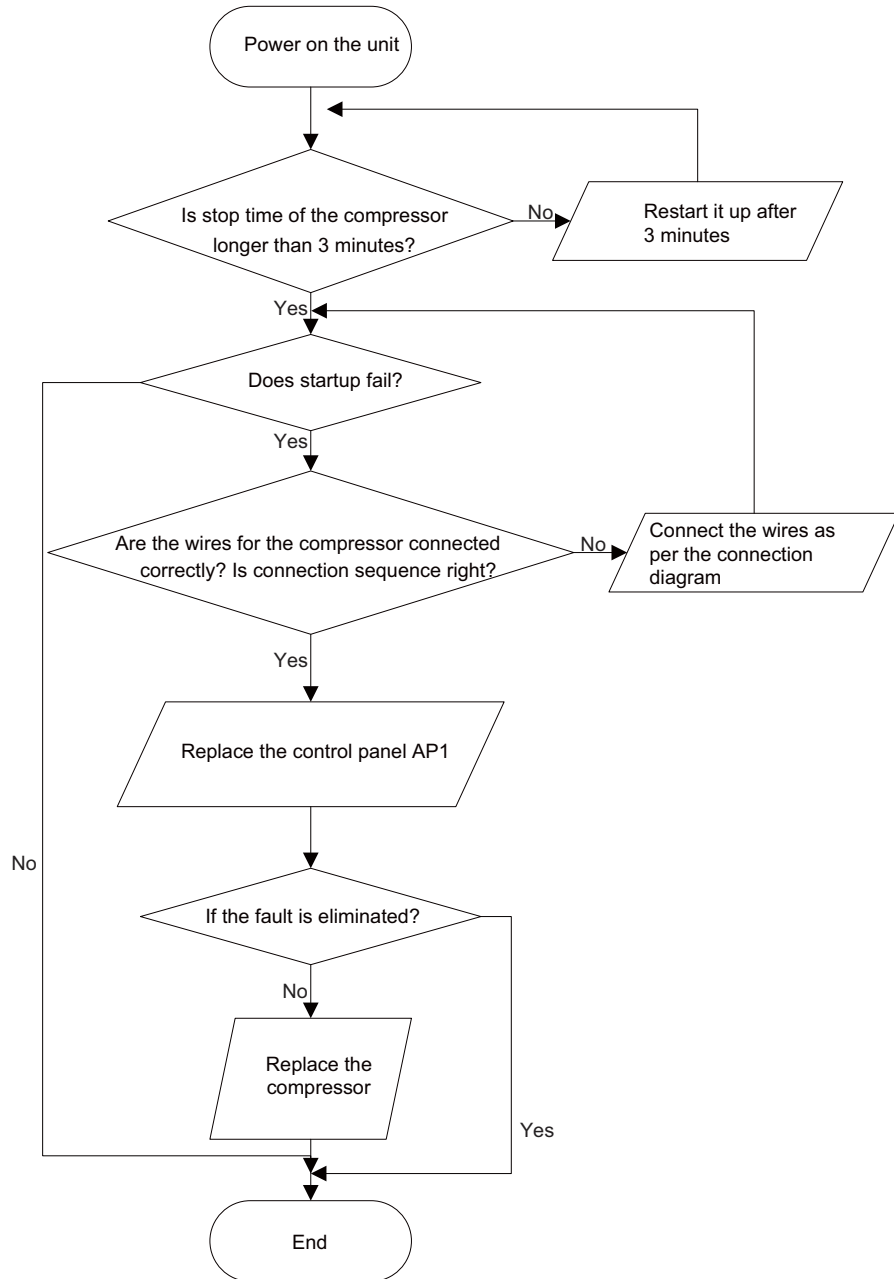 Power on the unit
Is stop time of the compressor
longer than 3 minutes?
No
Restart it up after
3 minutes
Yes
Does startup fail?
Yes
Are the wires for the compressor connected
correctly? Is connection sequence right?
No
Connect the wires as
per the connection
diagram
Yes
Replace the control panel AP1
No
If the fault is eliminated?
No
Replace the
compressor
Yes
End